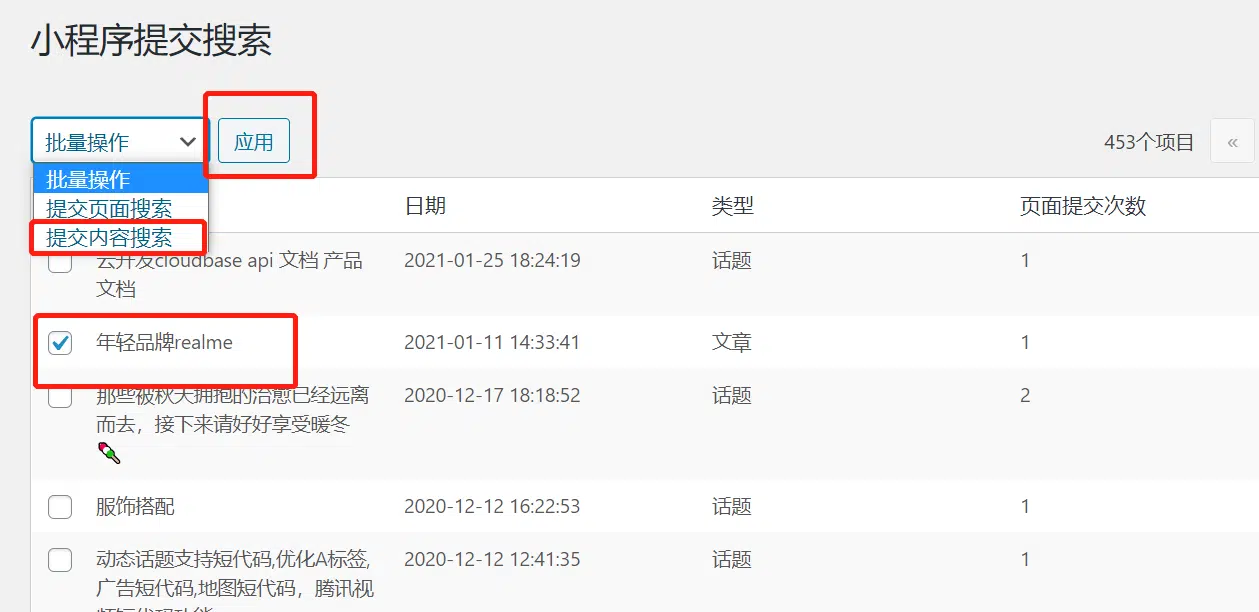 小程序提交搜索
批量操作
应用
453个项目
«
批量操作
提交页面搜索
提交内容搜索
日期
类型
页面提交次数
云开发cloudbase api 文档 产品
文档
2021-01-25 18:24:19
话题
1
年轻品牌realme
2021-01-11 14:33:41
文章
1
那些被秋天拥抱的治愈已经远离
而去，接下来请好好享受暖冬
2020-12-17 18:18:52
话题
2
服饰搭配
2020-12-12 16:22:53
话题
1
动态话题支持短代码,优化A标签,
广告短代码,地图短代码，腾讯视
频短代码功能
2020-12-12 12:41:35
话题
1